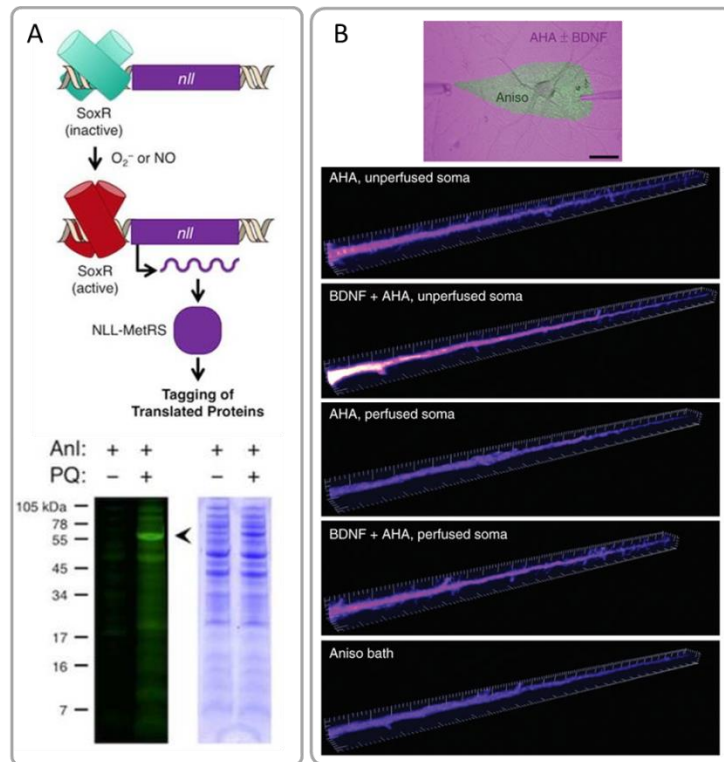 A
nll
SoxR
(inactive)
O₂⁻ or NO
nll
SoxR
(active)
NLL-MetRS
Tagging of
Translated Proteins
Anl: + + + +
PQ: − + − +
105 kDa
78
55
45
34
17
16
7
B
AHA ± BDNF
Aniso
AHA, unperfused soma
BDNF + AHA, unperfused soma
AHA, perfused soma
BDNF + AHA, perfused soma
Aniso bath